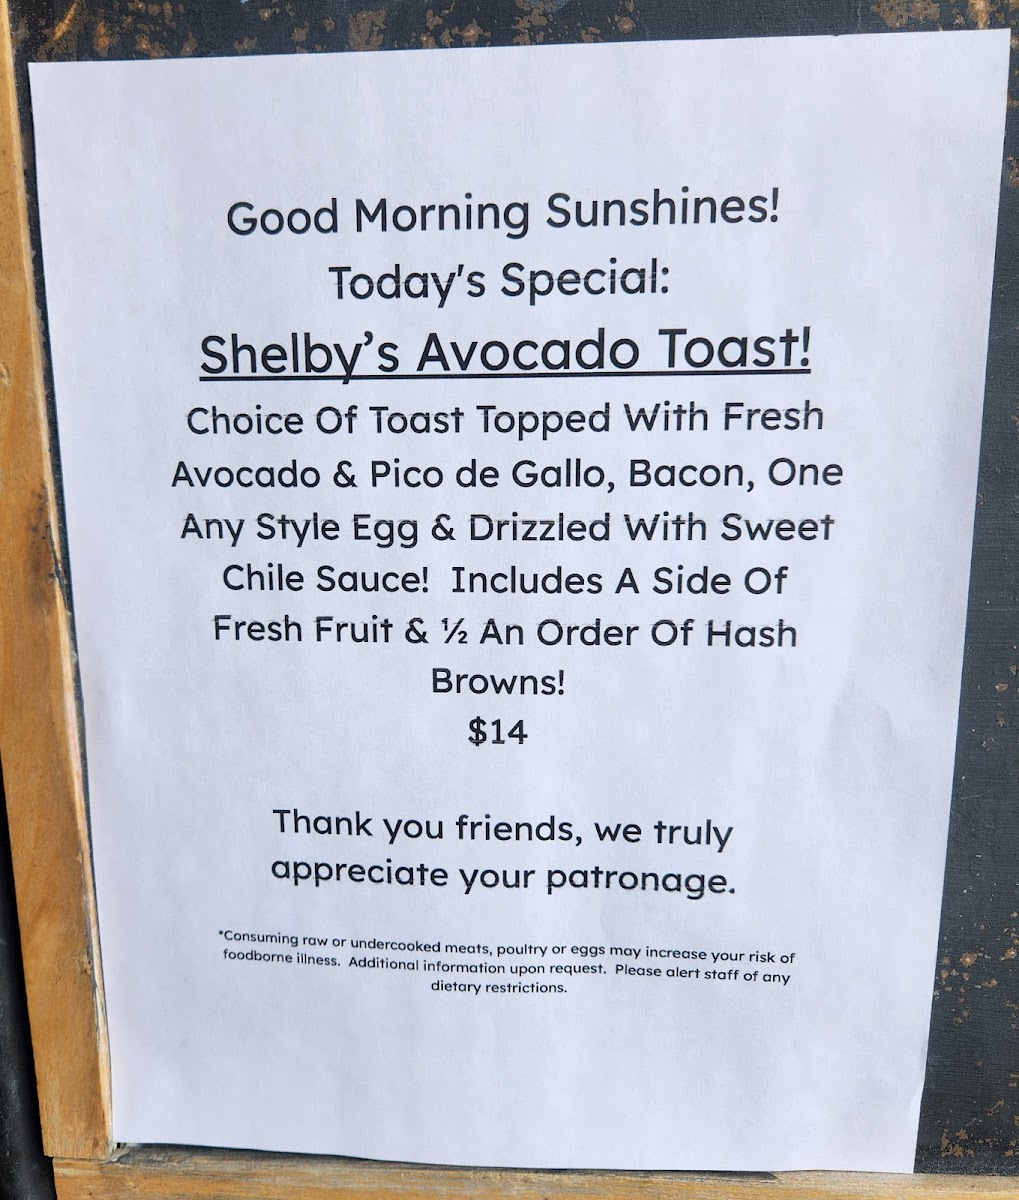 Good Morning Sunshines!
Today's Special:
Shelby’s Avocado Toast!
Choice Of Toast Topped With Fresh
Avocado & Pico de Gallo, Bacon, One
Any Style Egg & Drizzled With Sweet
Chile Sauce!  Includes A Side Of
Fresh Fruit & ½ An Order Of Hash
Browns!
$14
Thank you friends, we truly
appreciate your patronage.
*Consuming raw or undercooked meats, poultry or eggs may increase your risk of
foodborne illness.  Additional information upon request.  Please alert staff of any
dietary restrictions.